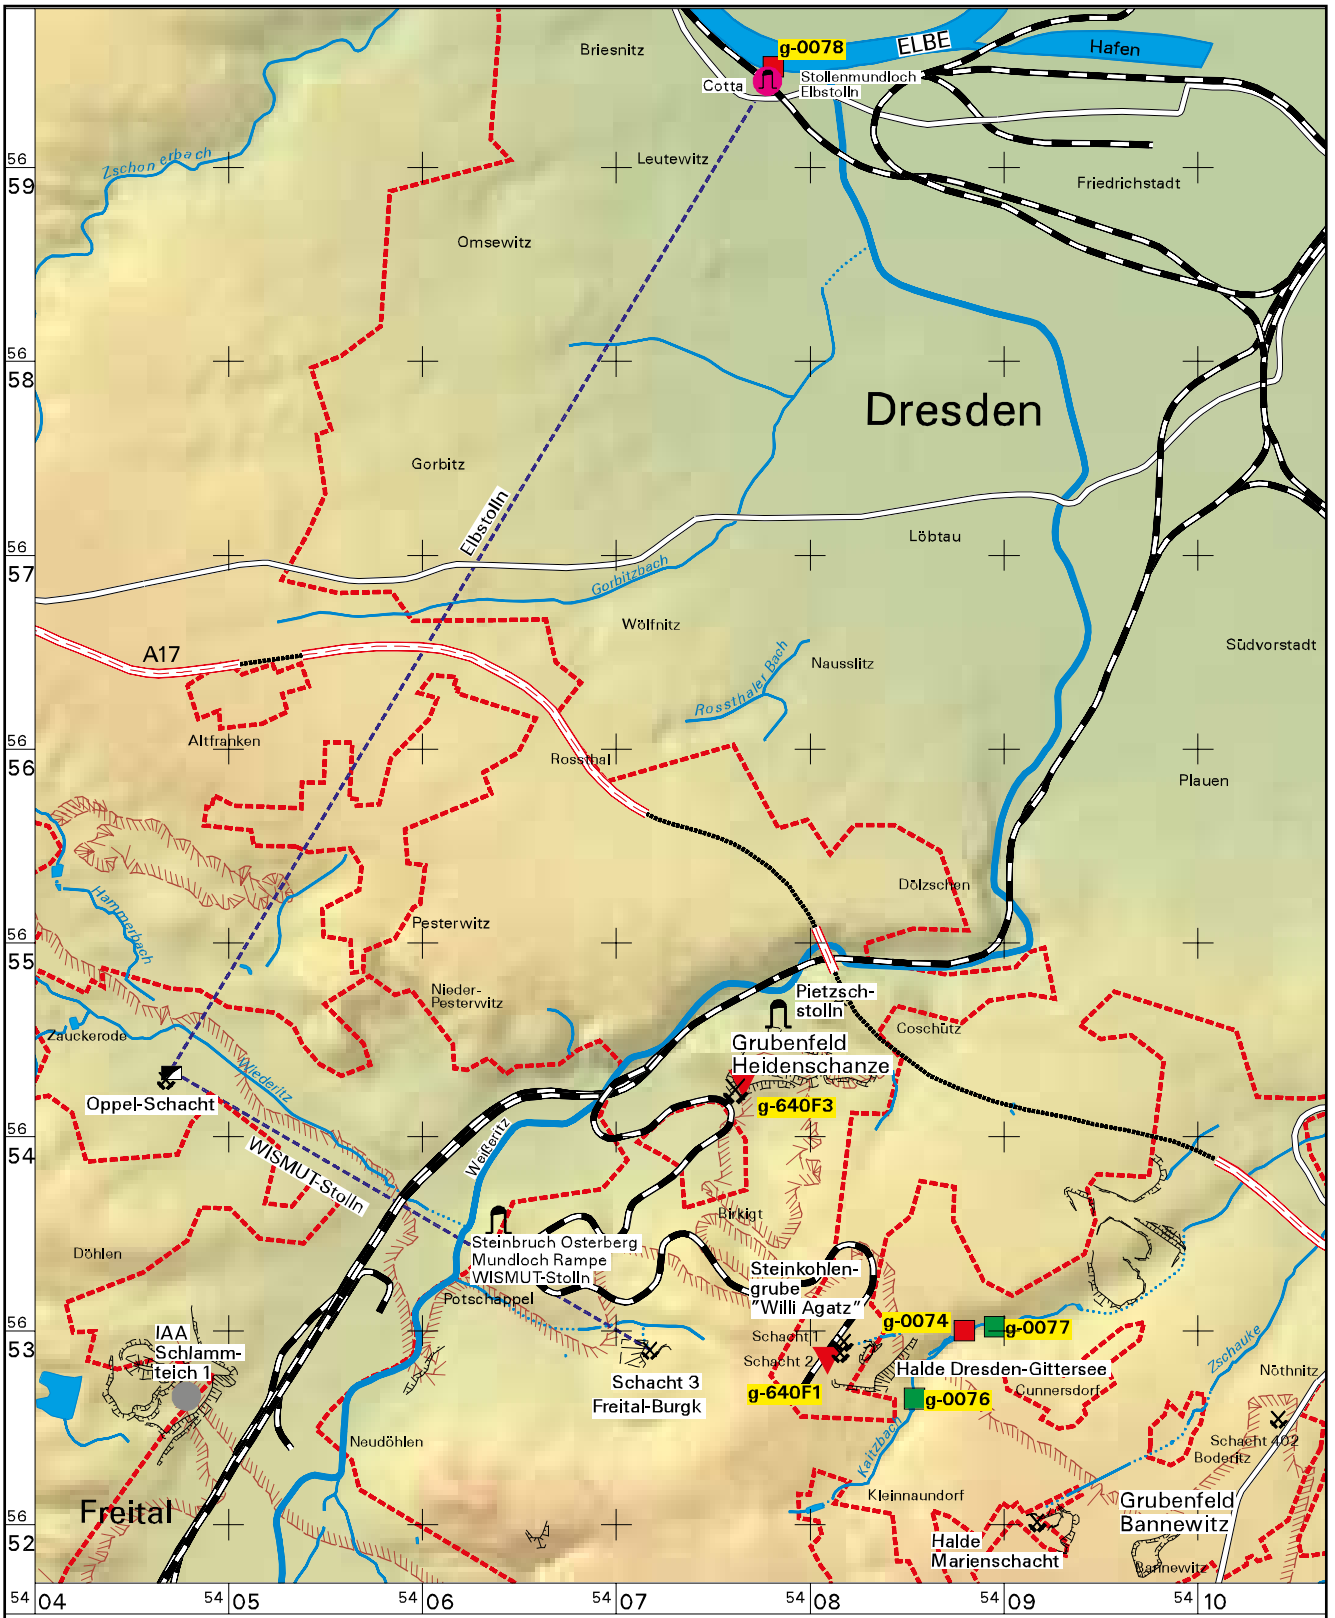 Briesnitz
g-0078
ELBE
Hafen
Cotta
Stollenmundloch
Elbstolln
Zschonerbach
Leutewitz
56
59
Friedrichstadt
Omsewitz
56
58
Dresden
Gorbitz
Elbstolln
Löbtau
56
57
Gorbitzbach
Wölfnitz
A17
Rossthaler Bach
Nausslitz
Südvorstadt
Altfranken
56
56
Rossthal
Plauen
Dölzschen
Hammerbach
Pesterwitz
56
55
Nieder-
Pesterwitz
Pietzsch-
stolln
Zauckerode
Coschütz
Grubenfeld
Heidenschanze
Wiederitz
Oppel-Schacht
g-640F3
56
54
WISMUT-Stolln
Weißeritz
Birkigt
Döhlen
Steinbruch Osterberg
Mundloch Rampe
WISMUT-Stolln
Steinkohlen-
grube
"Willi Agatz"
Potschappel
56
53
IAA
Schlamm-
teich 1
Schacht 1
Schacht 2
g-0074
g-0077
Zschauke
Nöthnitz
Schacht 3
Freital-Burgk
Halde Dresden-Gittersee
Cunnersdorf
g-640F1
g-0076
Neudöhlen
Kaitzbach
Schacht 402
Boderitz
Kleinnaundorf
Freital
Grubenfeld
Bannewitz
56
52
Halde
Marienschacht
Bannewitz
54 04
54 05
54 06
54 07
54 08
54 09
54 10